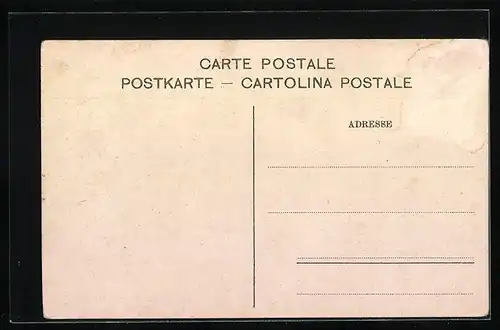 CARTE POSTALE
POSTKARTE — CARTOLINA POSTALE
ADRESSE